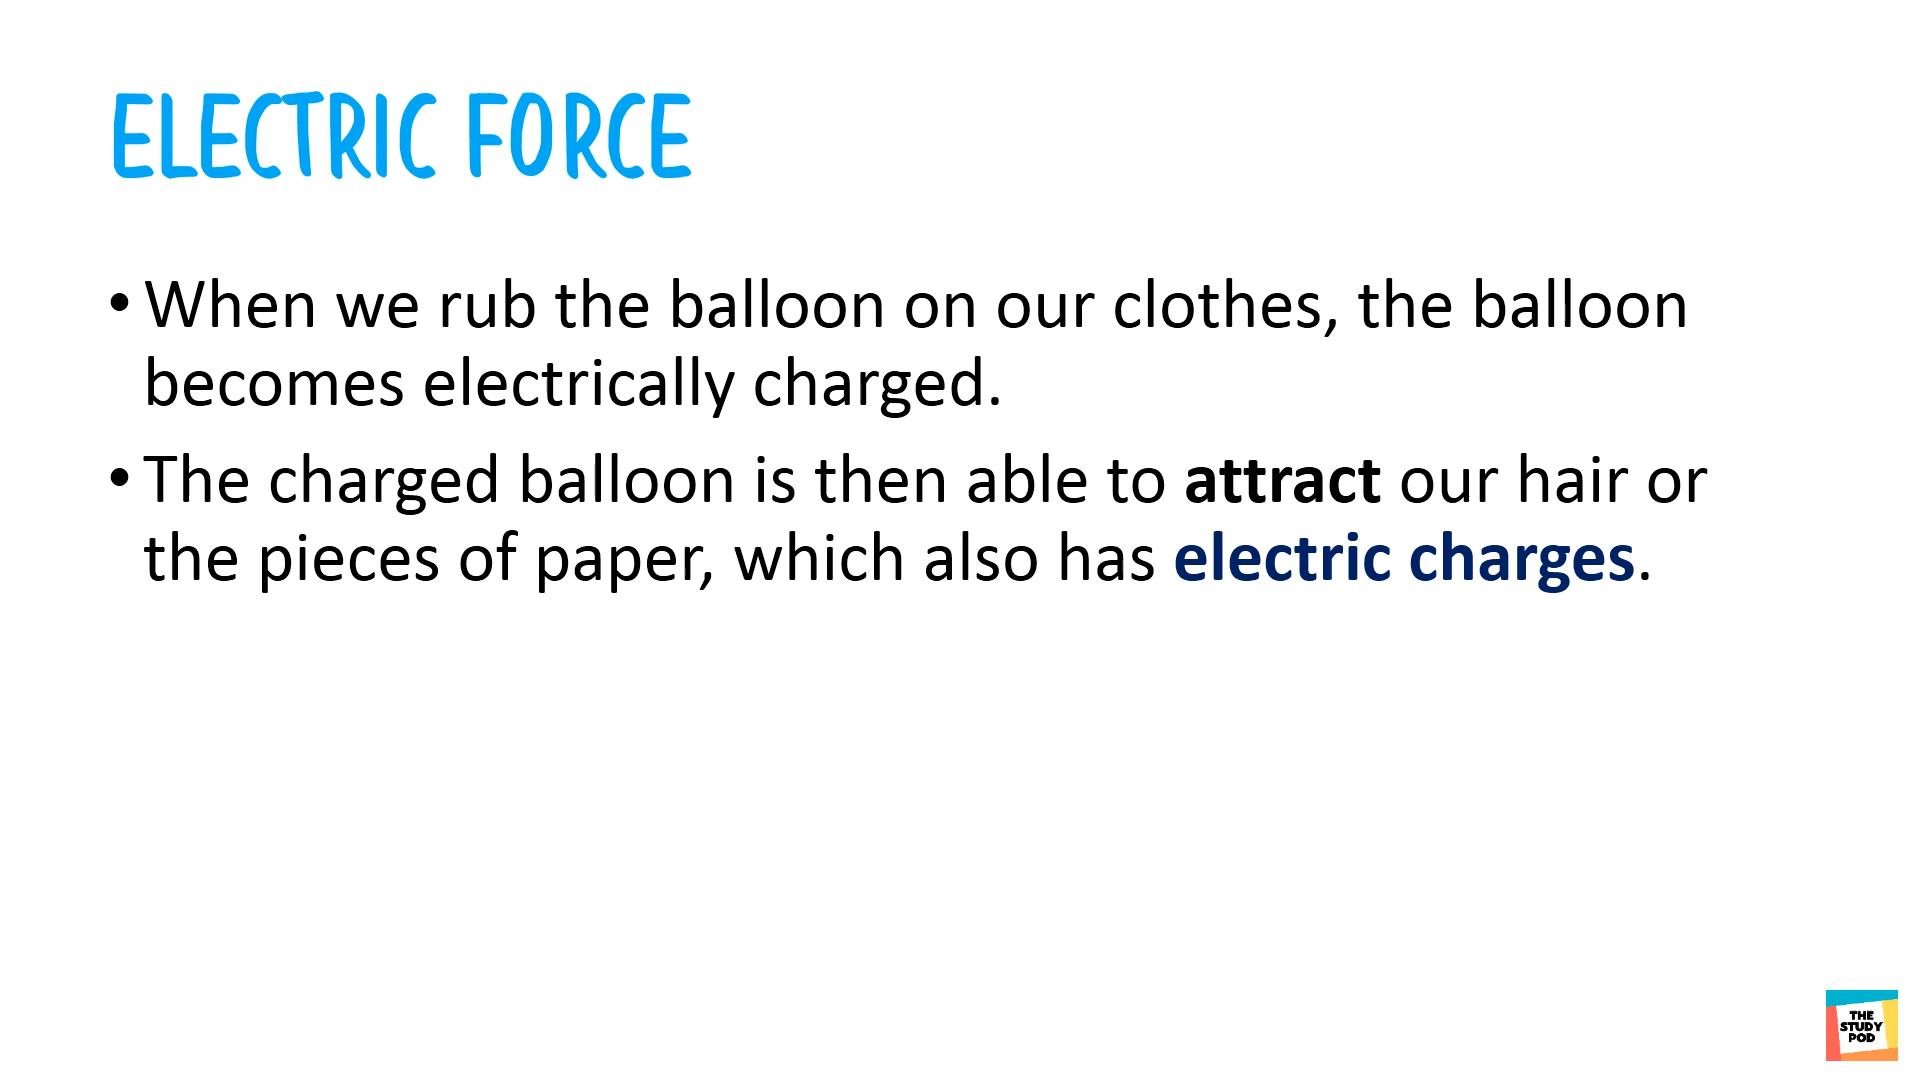 ELECTRIC FORCE
• When we rub the balloon on our clothes, the balloon
becomes electrically charged.
• The charged balloon is then able to attract our hair or
the pieces of paper, which also has electric charges.
THE
STUDY
POD